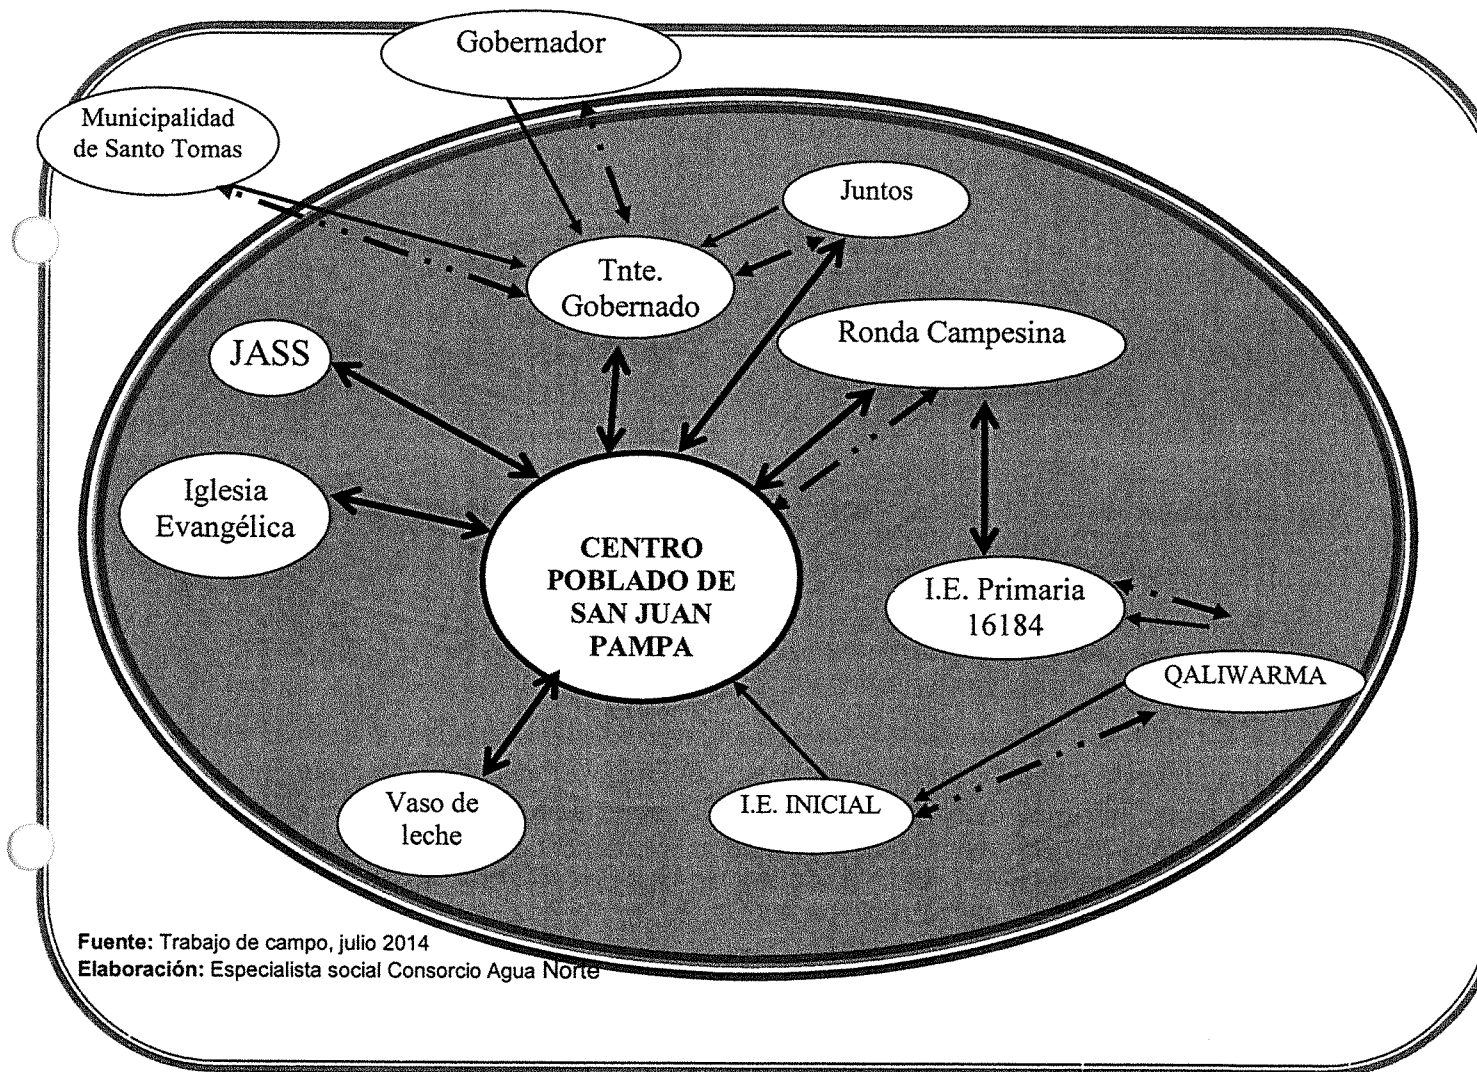 Gobernador
Municipalidad
de Santo Tomas
Juntos
Tnte.
Gobernado
Ronda Campesina
JASS
Iglesia
Evangélica
CENTRO
POBLADO DE
SAN JUAN
PAMPA
I.E. Primaria
16184
QALIWARMA
Vaso de
leche
I.E. INICIAL
Fuente: Trabajo de campo, julio 2014
Elaboración: Especialista social Consorcio Agua Norte